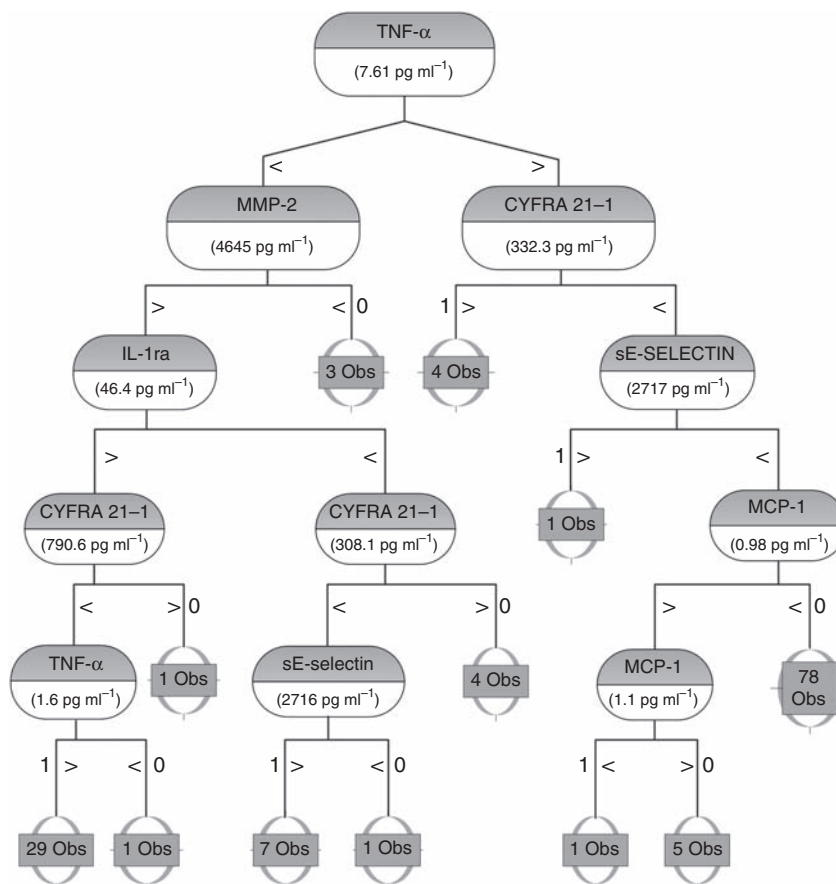 TNF-α
(7.61 pg ml⁻¹)
< >
MMP-2 CYFRA 21–1
(4645 pg ml⁻¹) (332.3 pg ml⁻¹)
> < 0 1 > <
IL-1ra 3 Obs 4 Obs sE-SELECTIN
(46.4 pg ml⁻¹) (2717 pg ml⁻¹)
> < 1 > <
CYFRA 21–1 CYFRA 21–1 1 Obs MCP-1
(790.6 pg ml⁻¹) (308.1 pg ml⁻¹) (0.98 pg ml⁻¹)
< > 0 < > 0 > < 0
TNF-α 1 Obs sE-selectin 4 Obs MCP-1 78
Obs
(1.6 pg ml⁻¹) (2716 pg ml⁻¹) (1.1 pg ml⁻¹)
1 > < 0 1 > < 0 1 < > 0
29 Obs 1 Obs 7 Obs 1 Obs 1 Obs 5 Obs